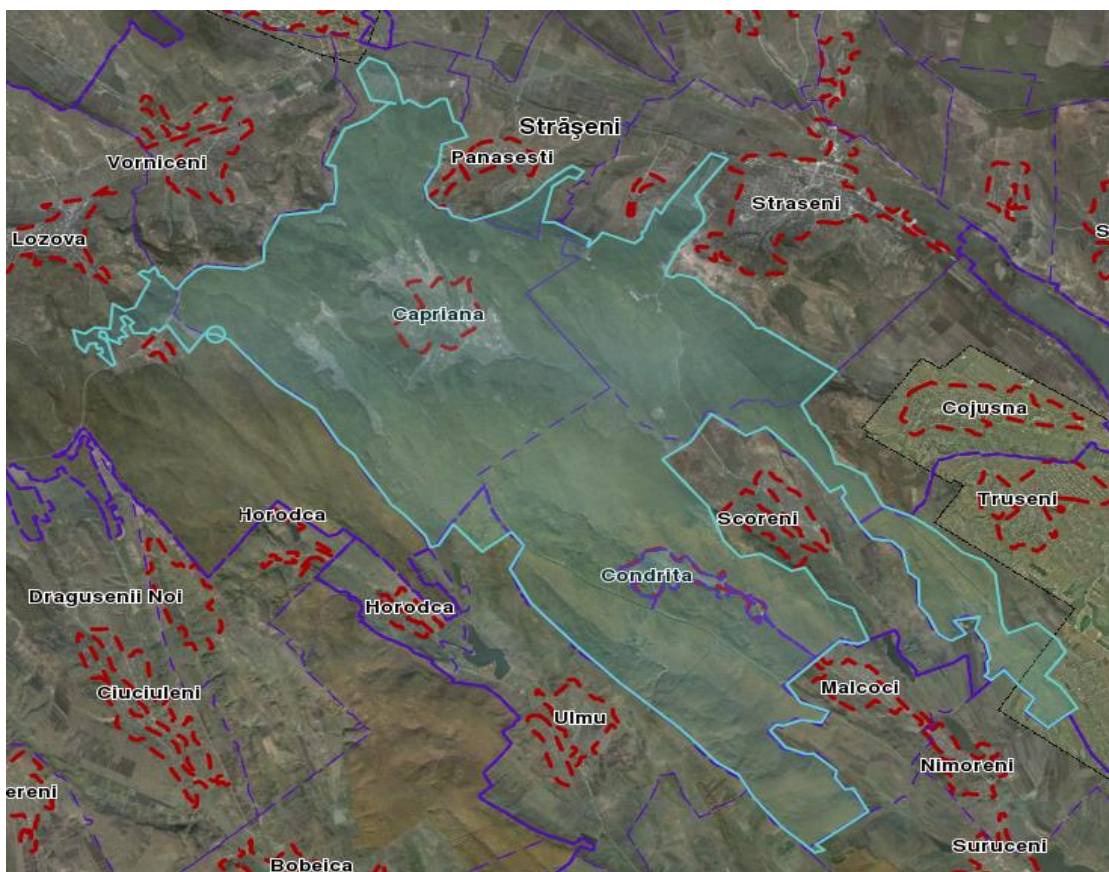 Străşeni
Panasesti
Vorniceni
Straseni
Lozova
S
Capriana
Cojusna
Truseni
Horodca
Scoreni
Condrita
Dragusenii Noi
Horodca
Malcoci
Ciuciuleni
Ulmu
Nimoreni
ereni
Suruceni
Bobeica